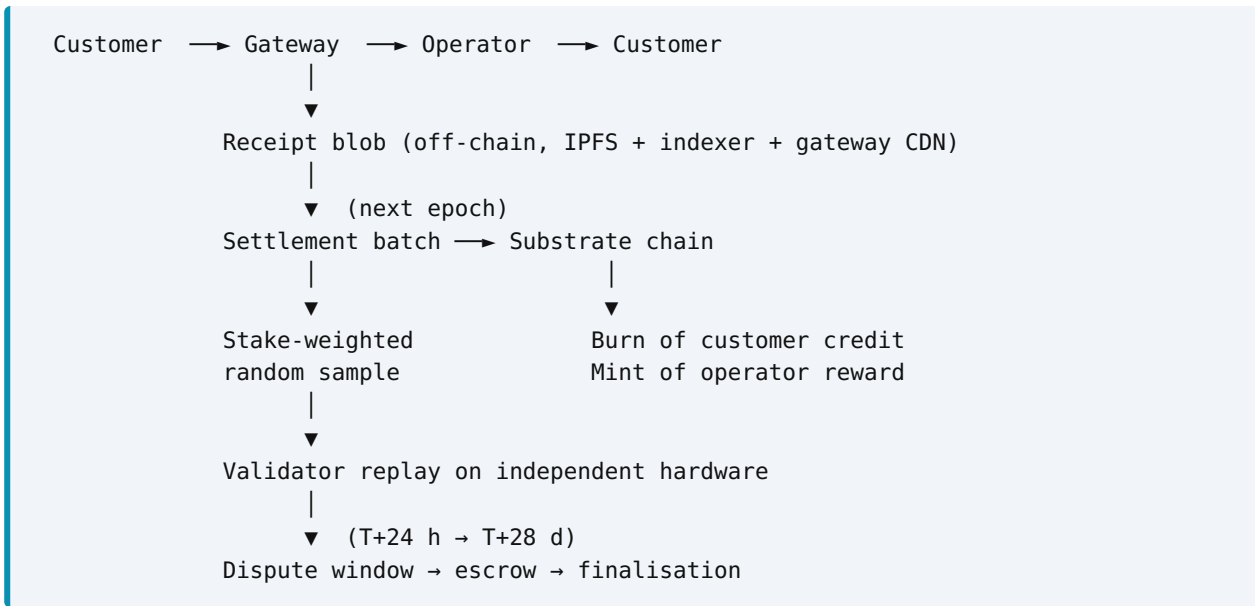 Customer ──► Gateway ──► Operator ──► Customer
│
▼
Receipt blob (off-chain, IPFS + indexer + gateway CDN)
│
▼ (next epoch)
Settlement batch ──► Substrate chain
│ │
▼ ▼
Stake-weighted Burn of customer credit
random sample Mint of operator reward
│
▼
Validator replay on independent hardware
│
▼ (T+24 h → T+28 d)
Dispute window → escrow → finalisation